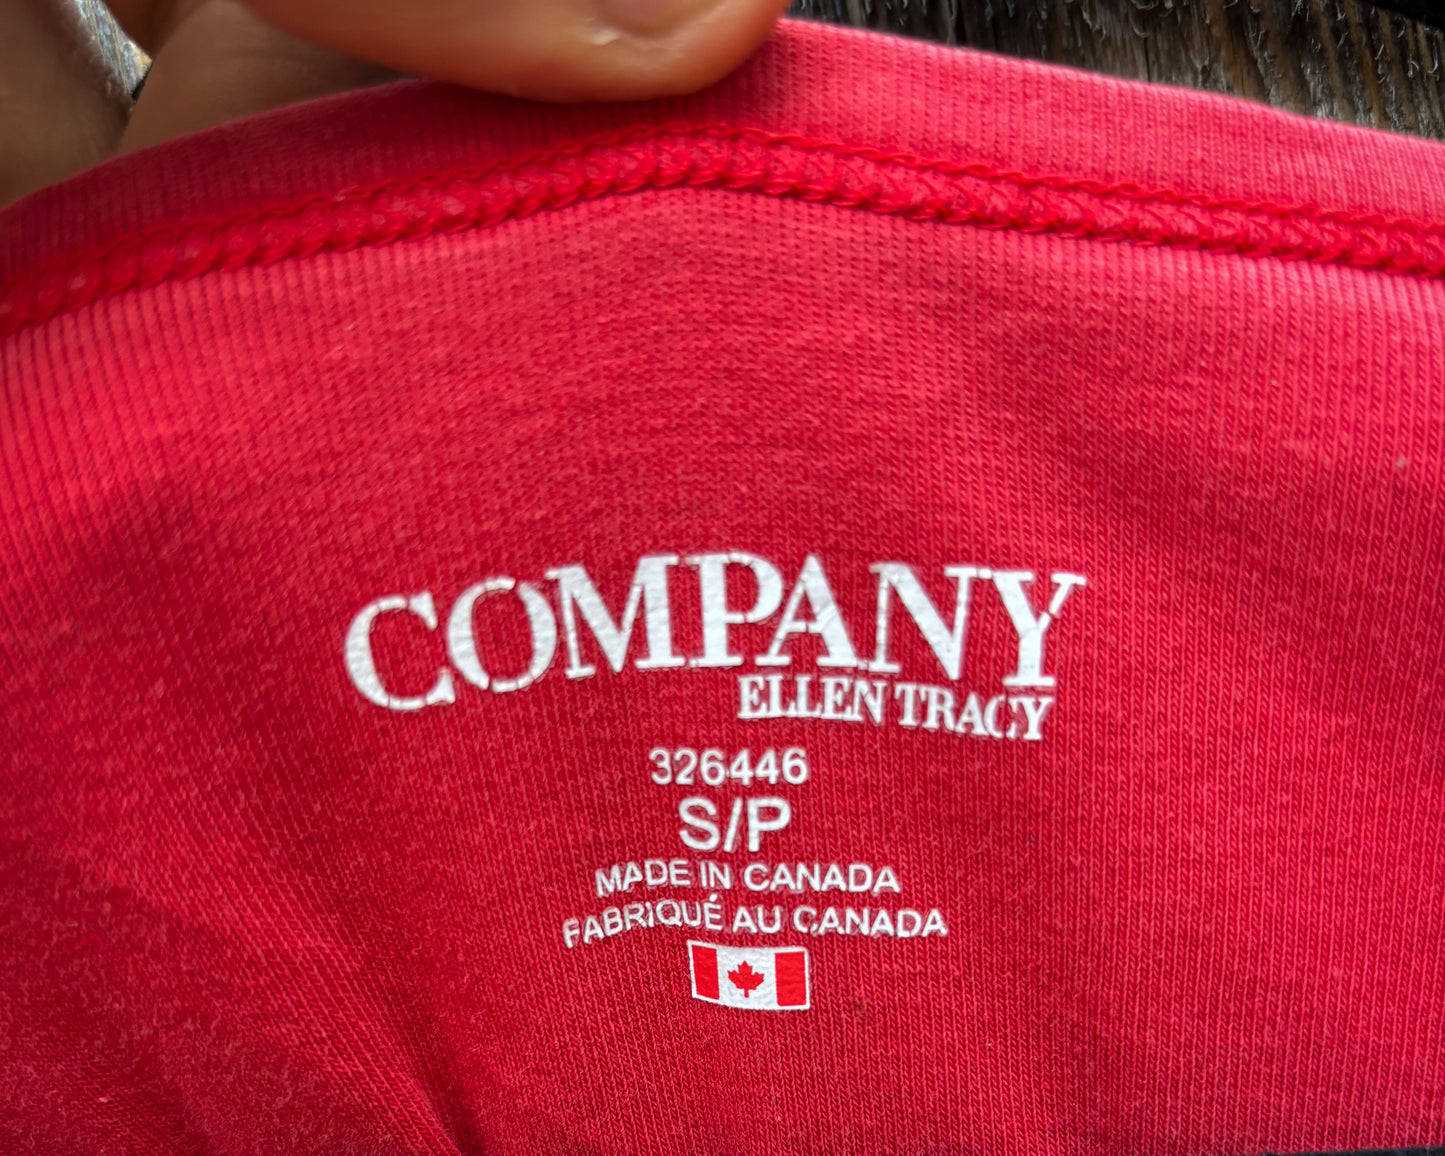 COMPANY
ELLEN TRACY
326446
S/P
MADE IN CANADA
FABRIQUÉ AU CANADA